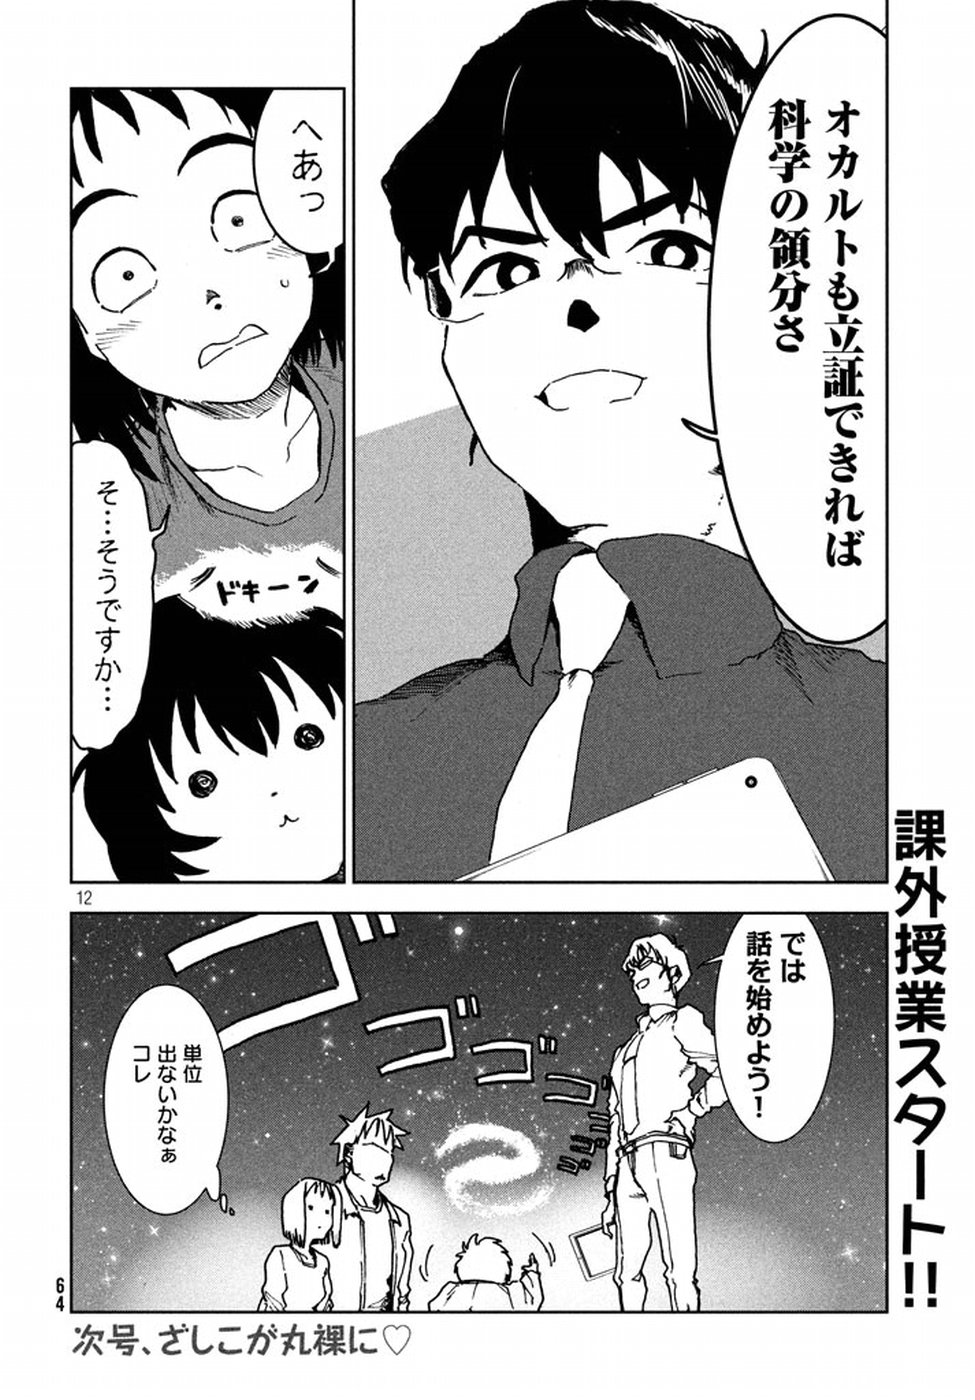 オカルトも立証できれば
科学の領分さ
へあっ
そ…そうですか…
ドキーン
12
では
話を始めよう!
ゴゴゴゴゴゴ
単位
出ないかなぁ
コレ
課外授業スタート!!
64
次号、ざしこが丸裸に♡